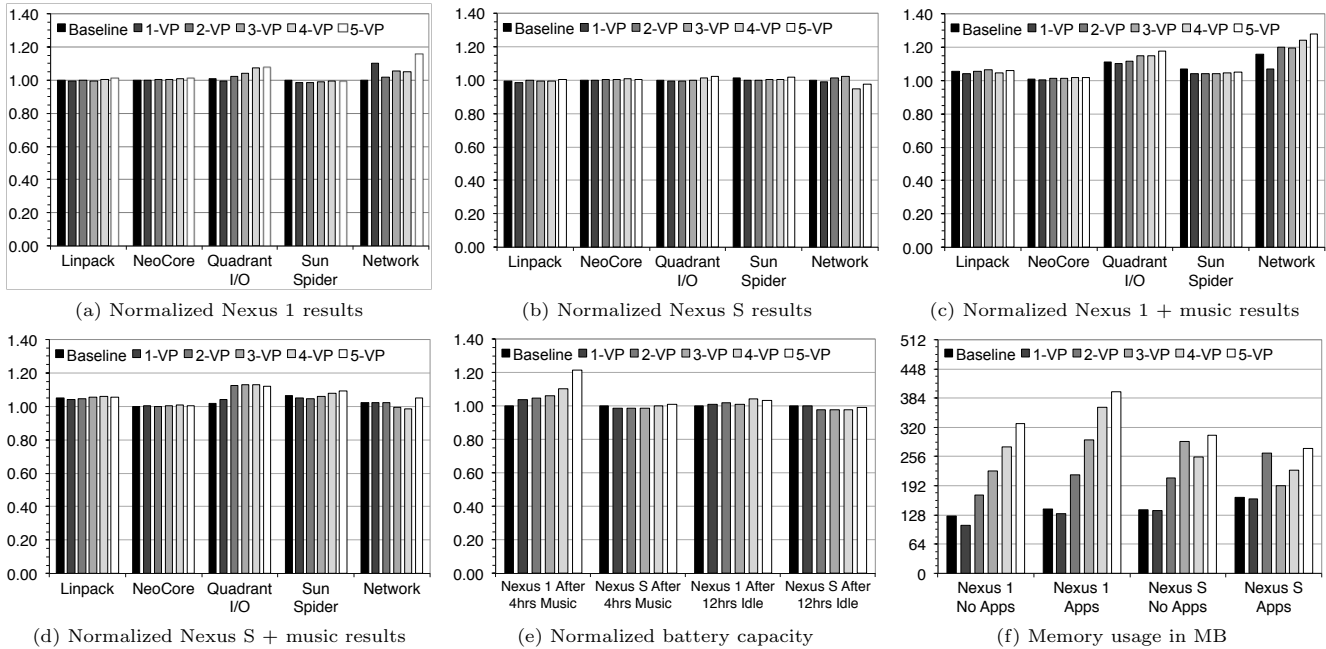 1.40
Baseline 1-VP 2-VP 3-VP 4-VP 5-VP
1.20
1.00
0.80
0.60
0.40
0.20
0.00
Linpack NeoCore Quadrant I/O Sun Spider Network
(a) Normalized Nexus 1 results
1.40
Baseline 1-VP 2-VP 3-VP 4-VP 5-VP
1.20
1.00
0.80
0.60
0.40
0.20
0.00
Linpack NeoCore Quadrant I/O Sun Spider Network
(b) Normalized Nexus S results
1.40
Baseline 1-VP 2-VP 3-VP 4-VP 5-VP
1.20
1.00
0.80
0.60
0.40
0.20
0.00
Linpack NeoCore Quadrant I/O Sun Spider Network
(c) Normalized Nexus 1 + music results
1.40
Baseline 1-VP 2-VP 3-VP 4-VP 5-VP
1.20
1.00
0.80
0.60
0.40
0.20
0.00
Linpack NeoCore Quadrant I/O Sun Spider Network
(d) Normalized Nexus S + music results
1.40
Baseline 1-VP 2-VP 3-VP 4-VP 5-VP
1.20
1.00
0.80
0.60
0.40
0.20
0.00
Nexus 1 After Nexus S After Nexus 1 After Nexus S After
4hrs Music 4hrs Music 12hrs Idle 12hrs Idle
(e) Normalized battery capacity
512
Baseline 1-VP 2-VP 3-VP 4-VP 5-VP
448
384
320
256
192
128
64
0
Nexus 1 Nexus 1 Nexus S Nexus S
No Apps Apps No Apps Apps
(f) Memory usage in MB